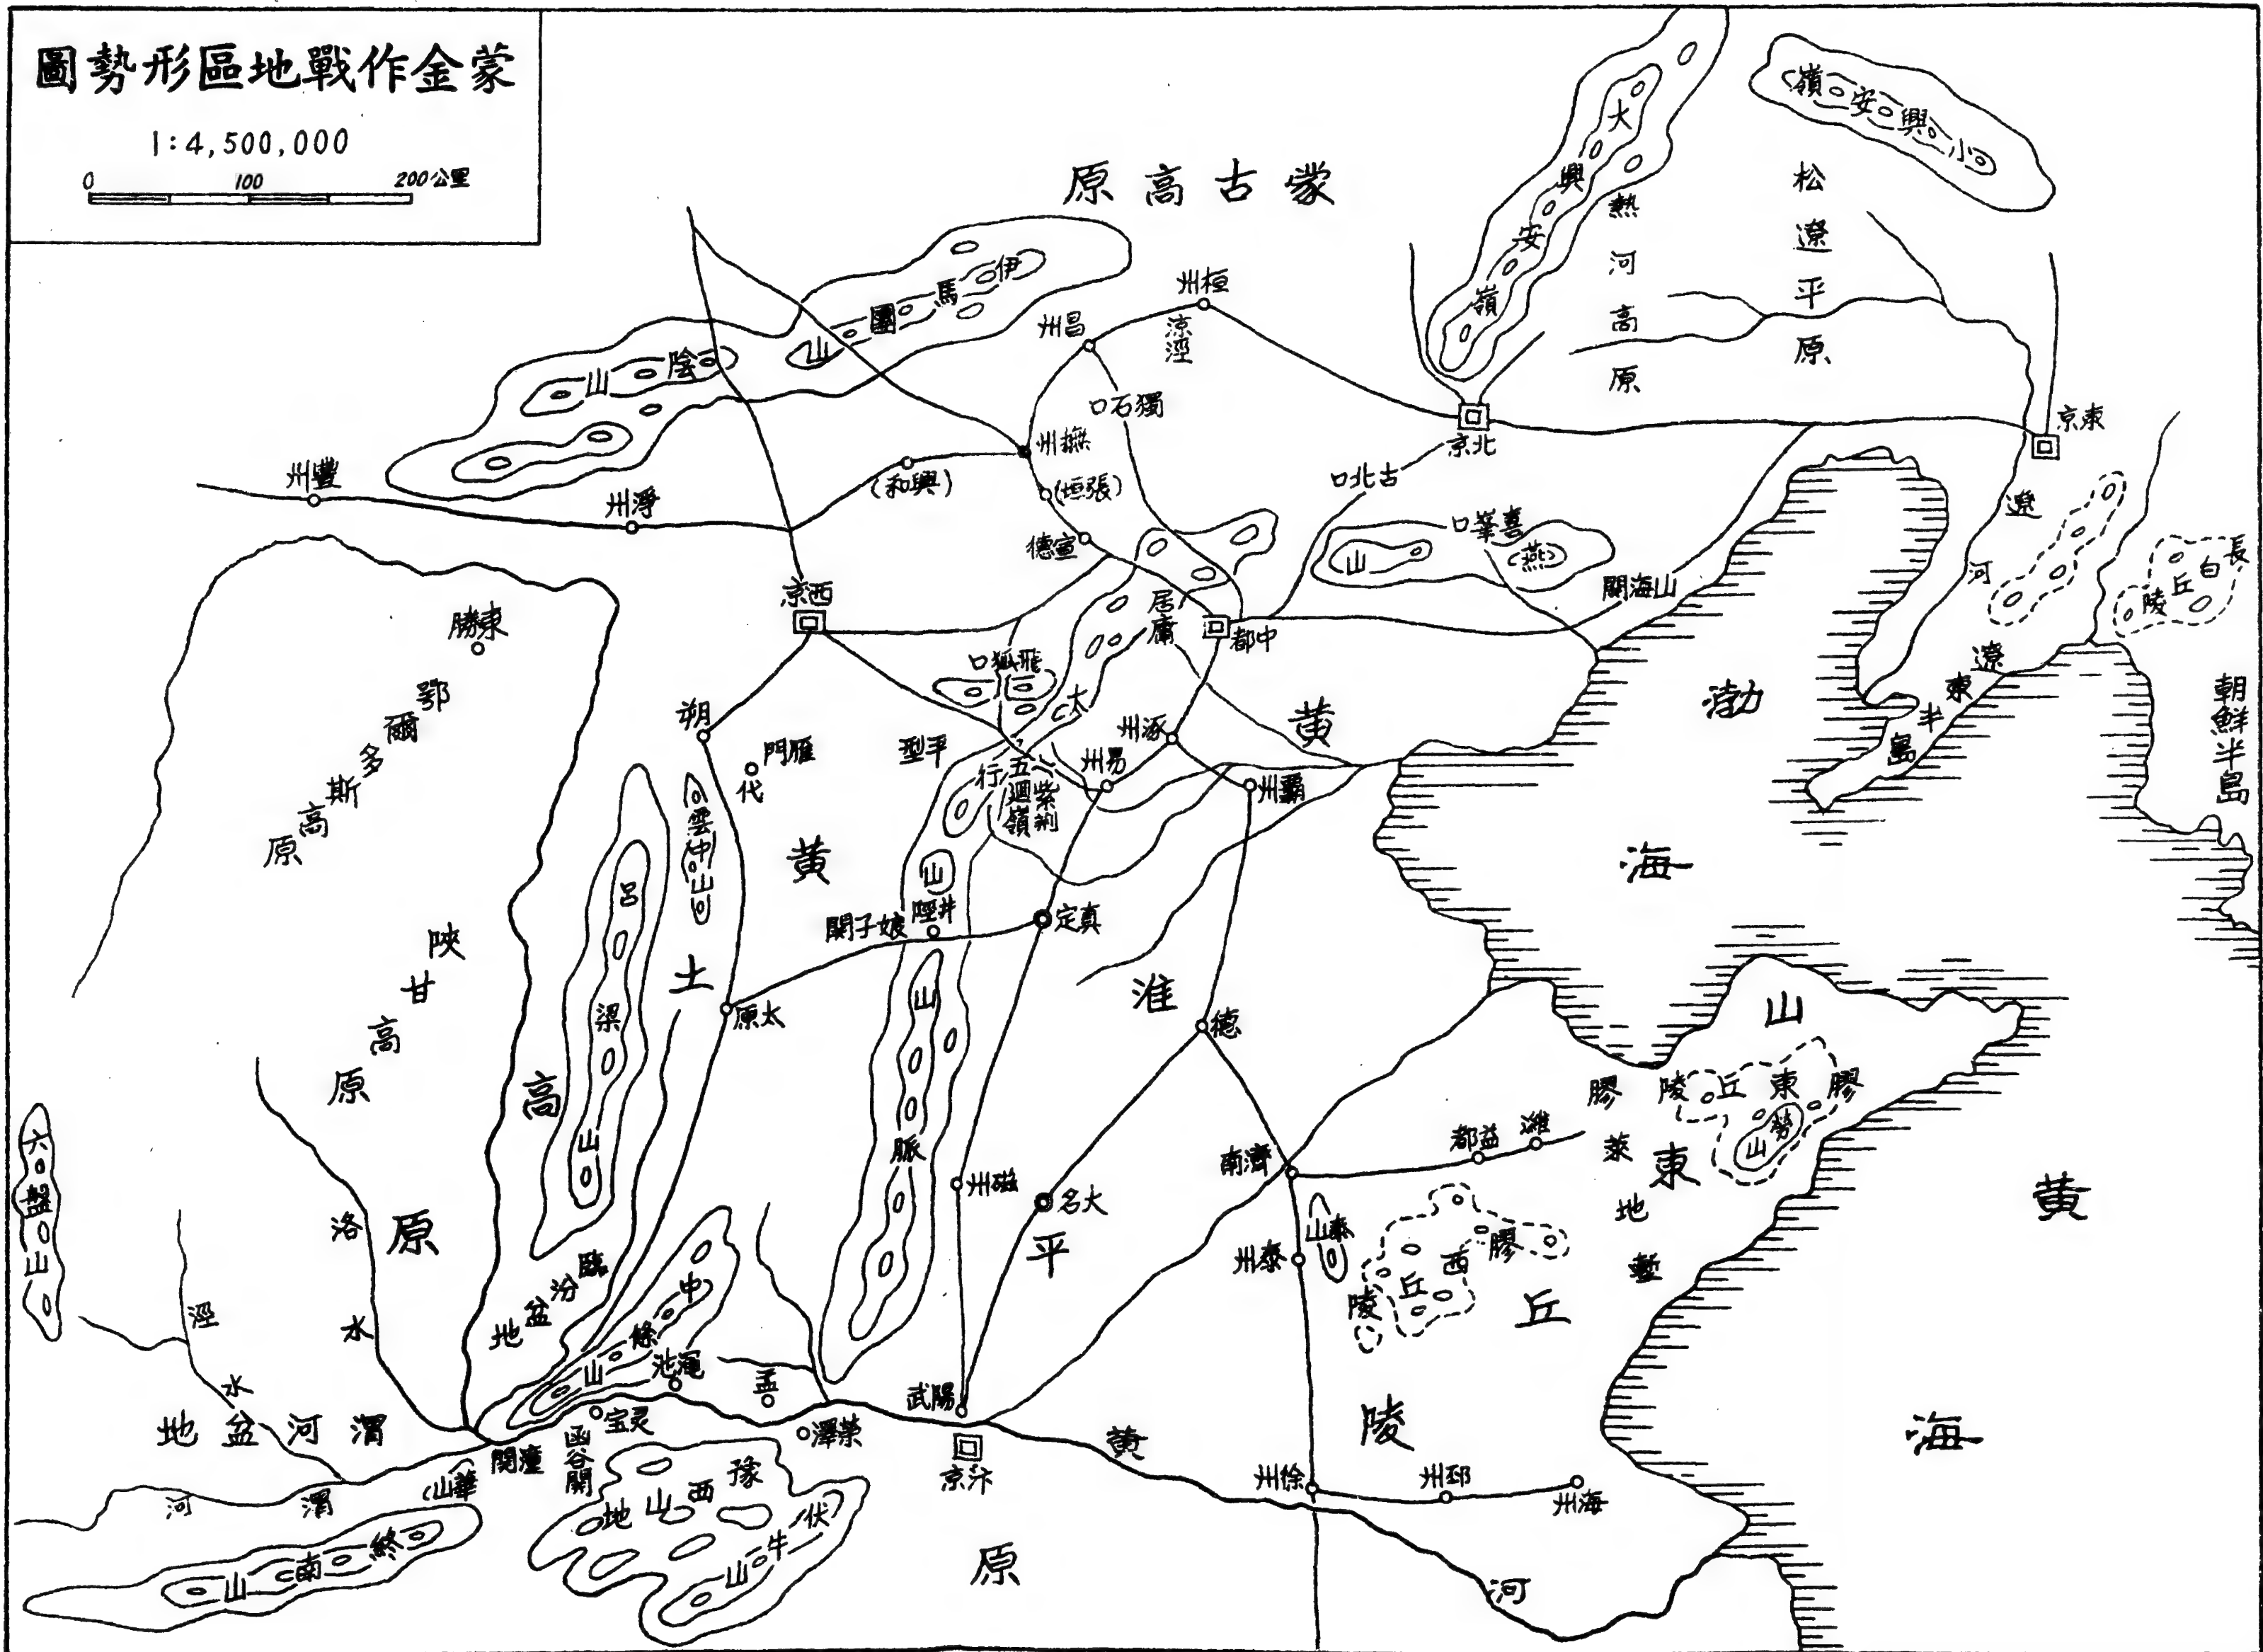 蒙金作戰地區形勢圖
1:4,500,000
0 100 200公里
蒙古高原
大興安嶺
小興安嶺
熱河高原
松遼平原
伊馬圖山
陰山
桓州
涼陘
昌州
獨石口
撫州
(興和)
(張垣)
宣德
豐州
淨州
北京
東京
古北口
喜峯口
燕山
山海關
遼河
長白丘陵
遼東半島
朝鮮半島
西京
居庸
中都
東勝
飛狐口
鄂爾多斯高原
朔
雁門
代
平型
太行山山脈
五迴嶺
紫荊
易州
涿州
霸州
渤海
雲中山
呂梁山
黃土高原
井陘
娘子關
真定
太原
陝甘高原
德
黃淮平原
山東丘陵
膠東丘陵
勞山
膠萊地塹
濰
益都
濟南
泰山
泰州
膠西丘陵
磁州
大名
六盤山
洛水
涇水
臨汾盆地
中條山
澠池
孟
武陽
渭河盆地
灵宝
滎澤
潼關
函谷關
華山
渭河
終南山
豫西山地
伏牛山
汴京
黃河
徐州
邳州
海州
黃海